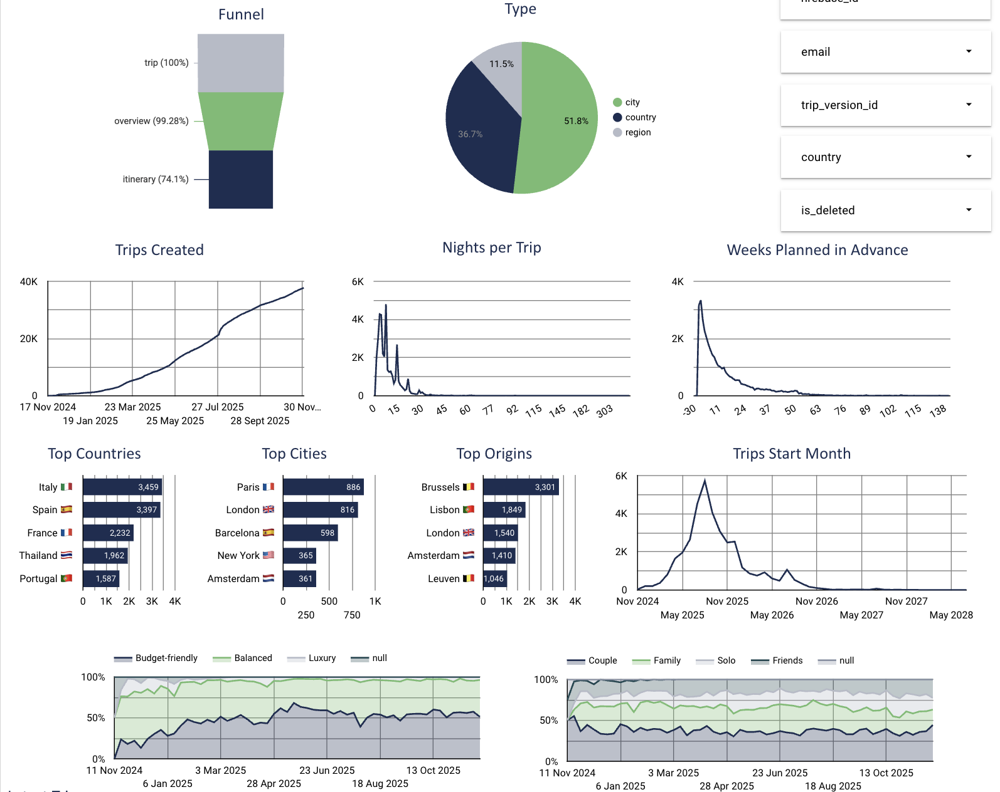 Funnel
trip (100%)
overview (99.28%)
itinerary (74.1%)
Type
11.5%
36.7%
51.8%
city
country
region
email
trip_version_id
country
is_deleted
Trips Created
40K
20K
0
17 Nov 2024
23 Mar 2025
27 Jul 2025
30 Nov...
19 Jan 2025
25 May 2025
28 Sept 2025
Nights per Trip
6K
4K
2K
0
0 15 30 45 60 77 92 115 145 182 303
Weeks Planned in Advance
4K
2K
0
-30 11 24 37 50 63 76 89 102 115 138
Top Countries
Italy 3,459
Spain 3,397
France 2,232
Thailand 1,962
Portugal 1,587
0 1K 2K 3K 4K
Top Cities
Paris 886
London 816
Barcelona 598
New York 365
Amsterdam 361
0 500 1K
250 750
Top Origins
Brussels 3,301
Lisbon 1,849
London 1,540
Amsterdam 1,410
Leuven 1,046
0 1K 2K 3K 4K
Trips Start Month
6K
4K
2K
0
Nov 2024 Nov 2025 Nov 2026 Nov 2027
May 2025 May 2026 May 2027 May 2028
Budget-friendly Balanced Luxury null
100%
50%
0%
11 Nov 2024 3 Mar 2025 23 Jun 2025 13 Oct 2025
6 Jan 2025 28 Apr 2025 18 Aug 2025
Couple Family Solo Friends null
100%
50%
0%
11 Nov 2024 3 Mar 2025 23 Jun 2025 13 Oct 2025
6 Jan 2025 28 Apr 2025 18 Aug 2025